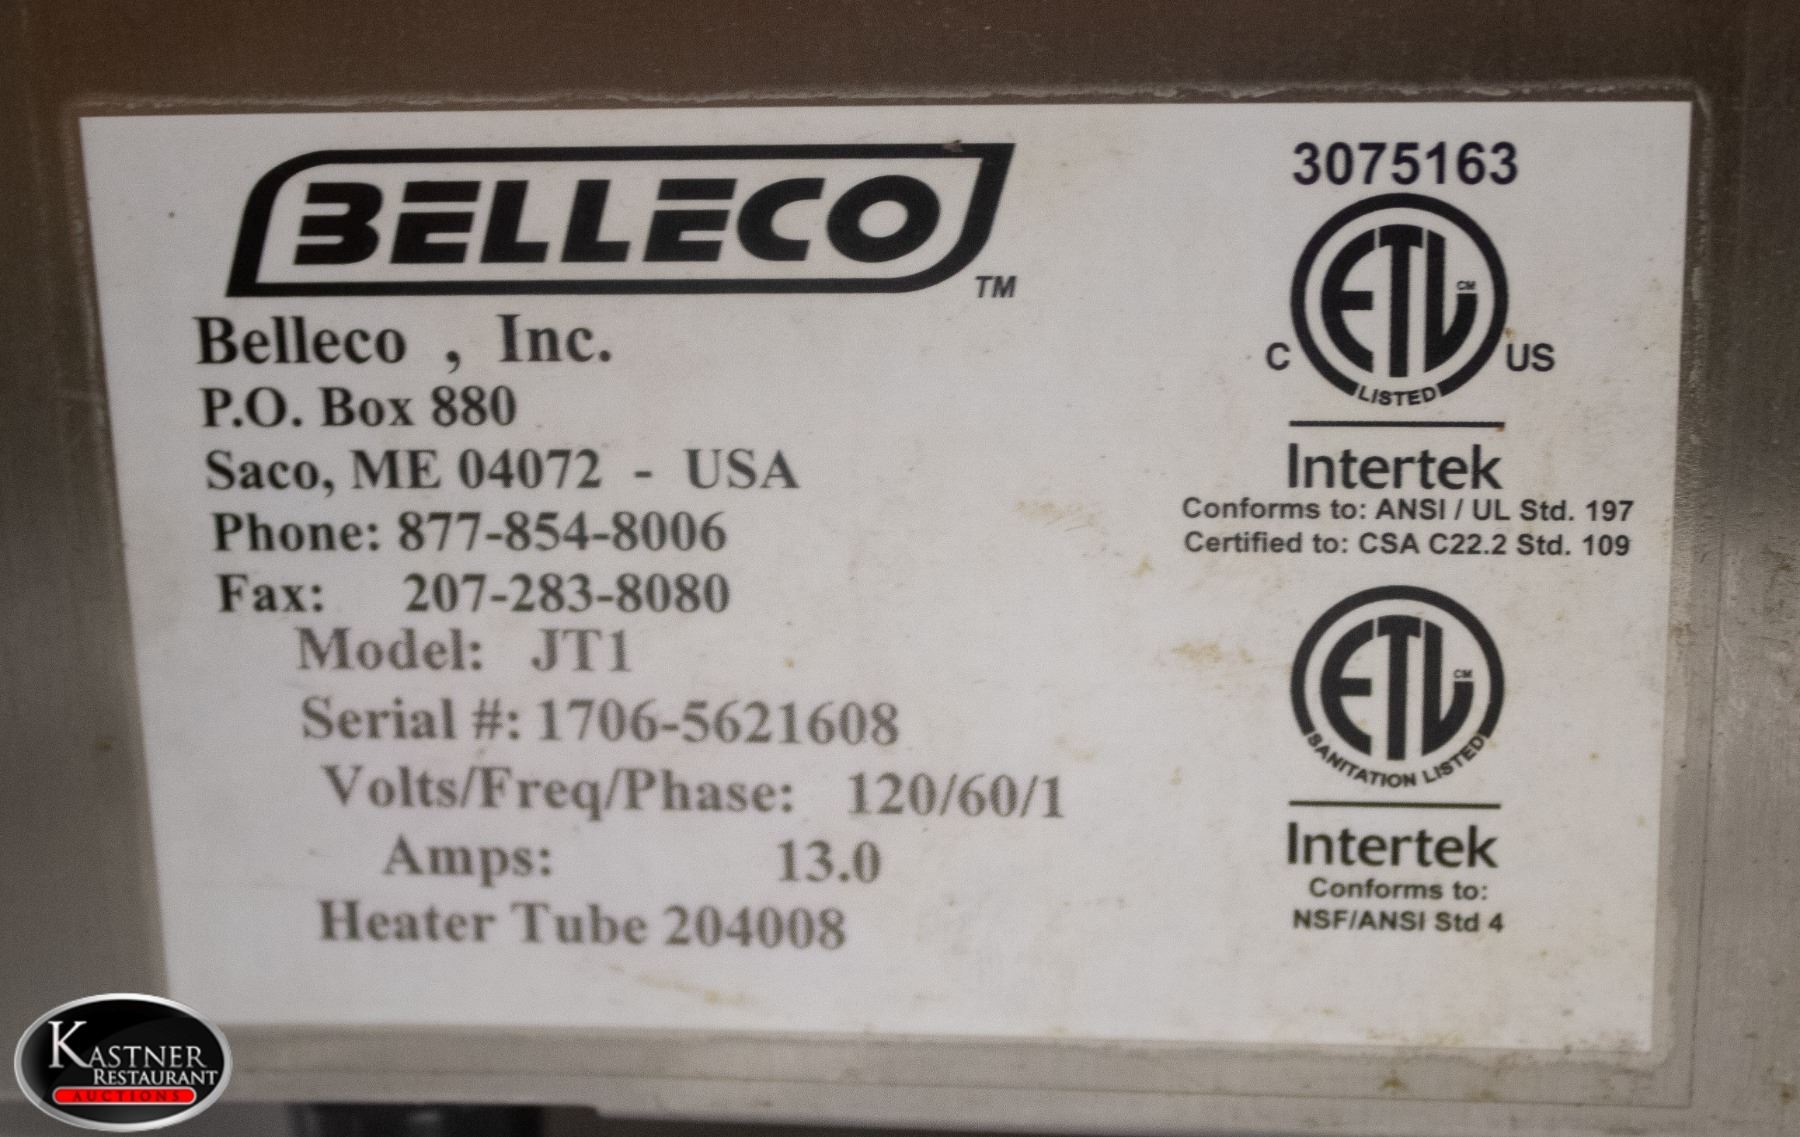 BELLECO
TM
Belleco , Inc.
P.O. Box 880
Saco, ME 04072 - USA
Phone: 877-854-8006
Fax: 207-283-8080
Model: JT1
Serial #: 1706-5621608
Volts/Freq/Phase: 120/60/1
Amps: 13.0
Heater Tube 204008
3075163
ETL CM
C US
LISTED
Intertek
Conforms to: ANSI / UL Std. 197
Certified to: CSA C22.2 Std. 109
ETL CM
SANITATION LISTED
Intertek
Conforms to:
NSF/ANSI Std 4
KASTNER
RESTAURANT
AUCTIONS